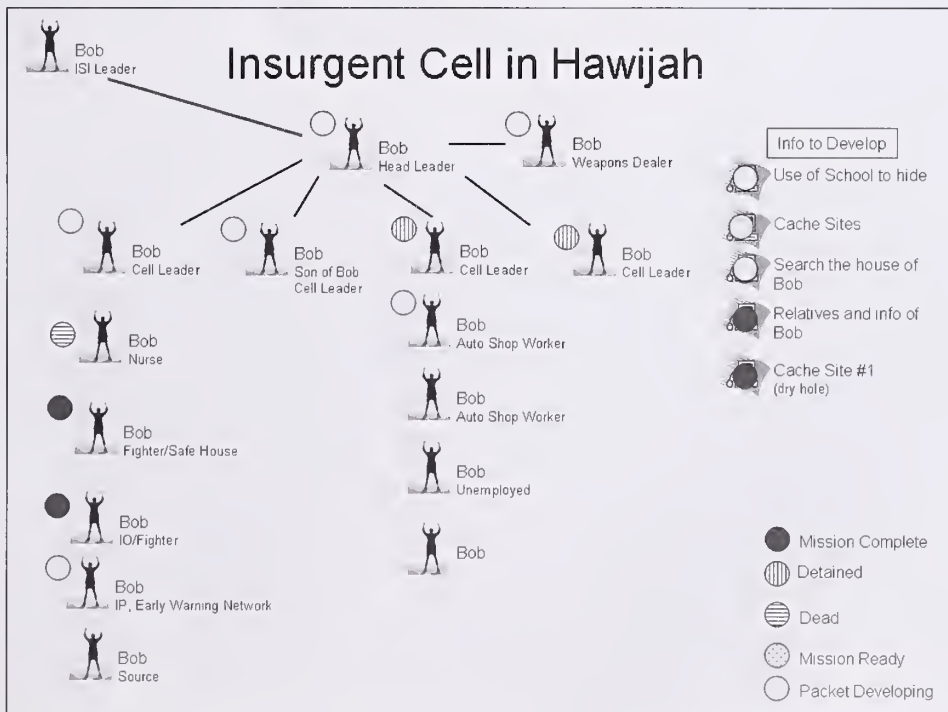 Insurgent Cell in Hawijah
Bob
ISI Leader
Bob
Head Leader
Bob
Weapons Dealer
Bob
Cell Leader
Bob
Son of Bob
Cell Leader
Bob
Cell Leader
Bob
Cell Leader
Bob
Nurse
Bob
Fighter/Safe House
Bob
IO/Fighter
Bob
IP, Early Warning Network
Bob
Source
Bob
Auto Shop Worker
Bob
Auto Shop Worker
Bob
Unemployed
Bob
Info to Develop
Use of School to hide
Cache Sites
Search the house of
Bob
Relatives and info of
Bob
Cache Site #1
(dry hole)
Mission Complete
Detained
Dead
Mission Ready
Packet Developing